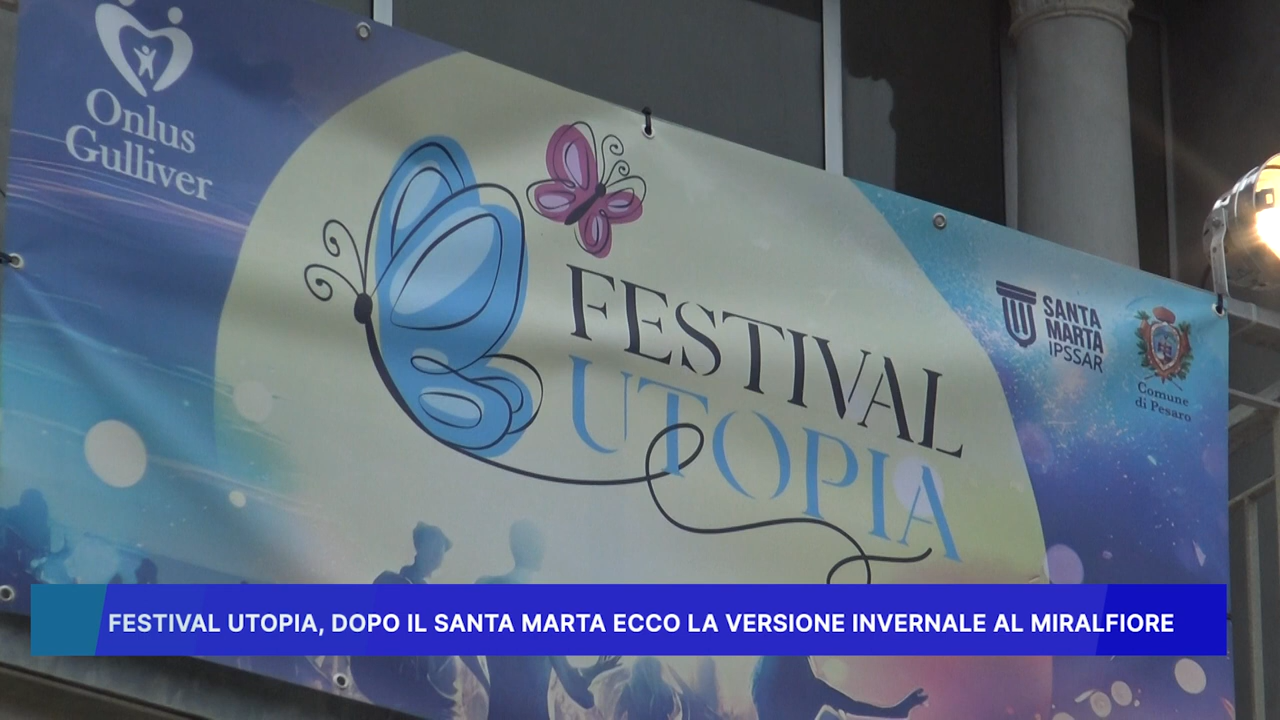 Onlus
Gulliver
FESTIVAL
UTOPIA
SANTA
MARTA
IPSSAR
Comune
di Pesaro
FESTIVAL UTOPIA, DOPO IL SANTA MARTA ECCO LA VERSIONE INVERNALE AL MIRALFIORE